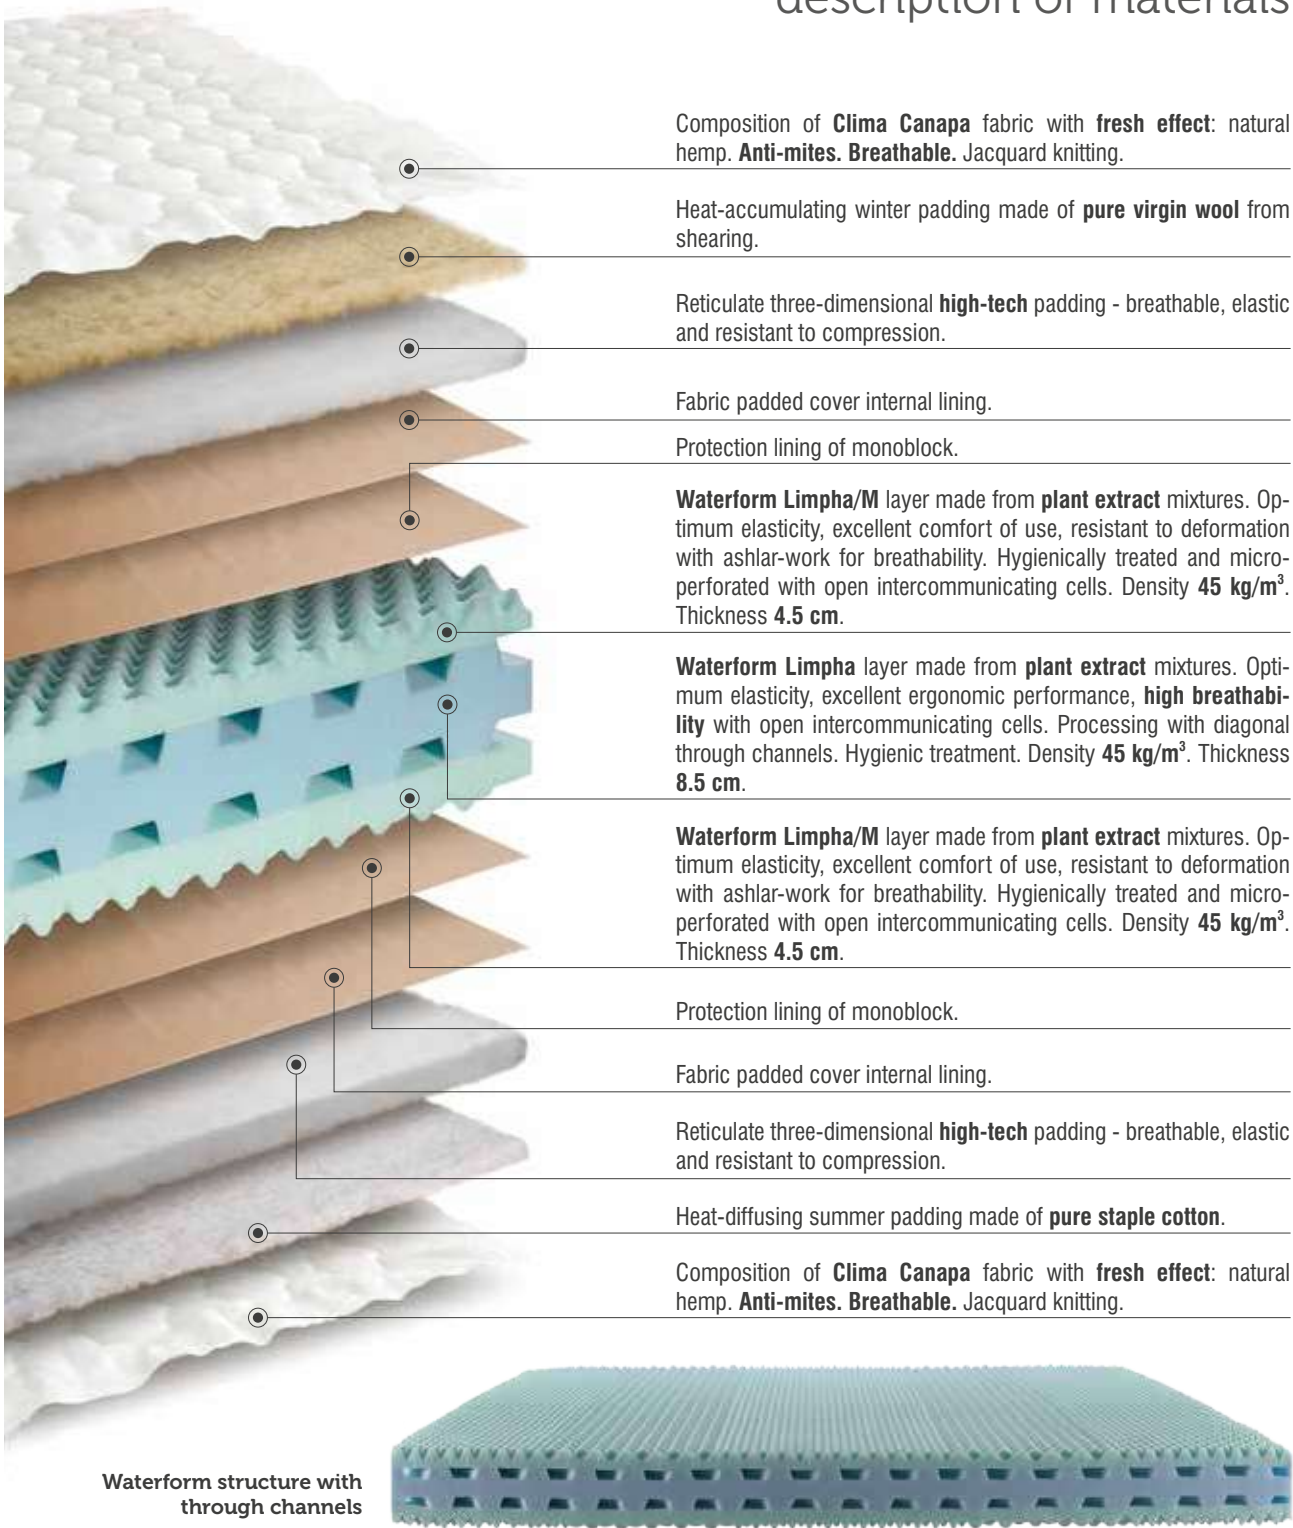 description of materials
Composition of Clima Canapa fabric with fresh effect: natural
hemp. Anti-mites. Breathable. Jacquard knitting.
Heat-accumulating winter padding made of pure virgin wool from
shearing.
Reticulate three-dimensional high-tech padding - breathable, elastic
and resistant to compression.
Fabric padded cover internal lining.
Protection lining of monoblock.
Waterform Limpha/M layer made from plant extract mixtures. Op-
timum elasticity, excellent comfort of use, resistant to deformation
with ashlar-work for breathability. Hygienically treated and micro-
perforated with open intercommunicating cells. Density 45 kg/m³.
Thickness 4.5 cm.
Waterform Limpha layer made from plant extract mixtures. Opti-
mum elasticity, excellent ergonomic performance, high breathabi-
lity with open intercommunicating cells. Processing with diagonal
through channels. Hygienic treatment. Density 45 kg/m³. Thickness
8.5 cm.
Waterform Limpha/M layer made from plant extract mixtures. Op-
timum elasticity, excellent comfort of use, resistant to deformation
with ashlar-work for breathability. Hygienically treated and micro-
perforated with open intercommunicating cells. Density 45 kg/m³.
Thickness 4.5 cm.
Protection lining of monoblock.
Fabric padded cover internal lining.
Reticulate three-dimensional high-tech padding - breathable, elastic
and resistant to compression.
Heat-diffusing summer padding made of pure staple cotton.
Composition of Clima Canapa fabric with fresh effect: natural
hemp. Anti-mites. Breathable. Jacquard knitting.
Waterform structure with
through channels